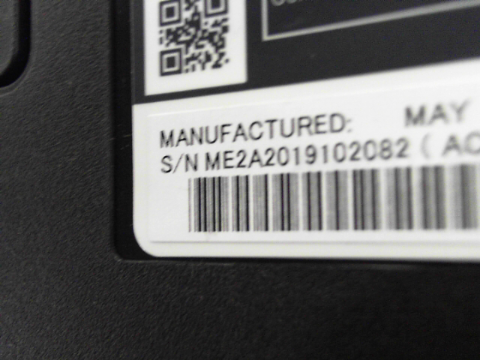 MANUFACTURED: MAY
S/N ME2A2019102082 ( AC